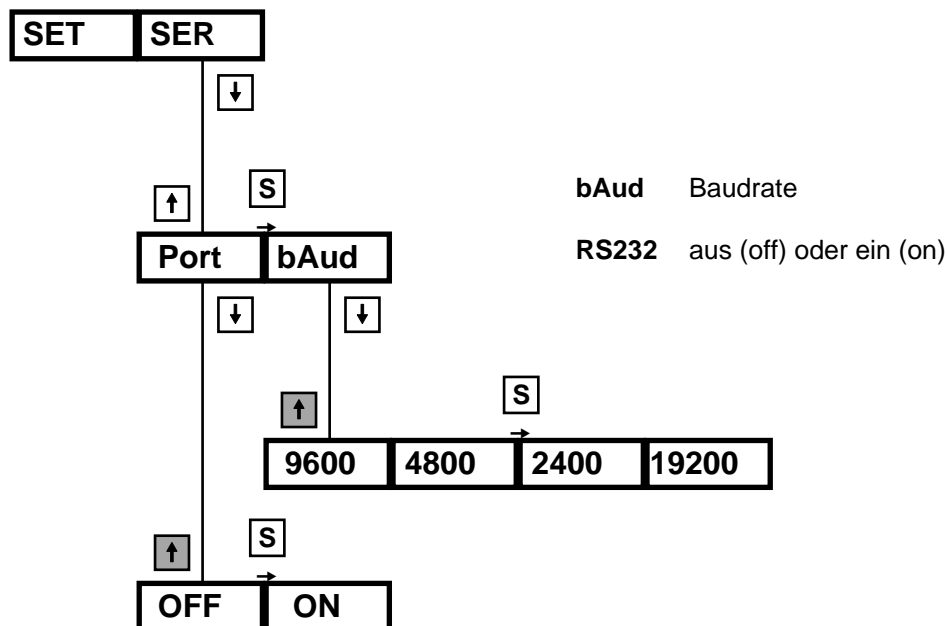 SET SER
↓
S
↑
bAud Baudrate
Port bAud
RS232 aus (off) oder ein (on)
↓ ↓
S
↑
9600 4800 2400 19200
S
↑
OFF ON